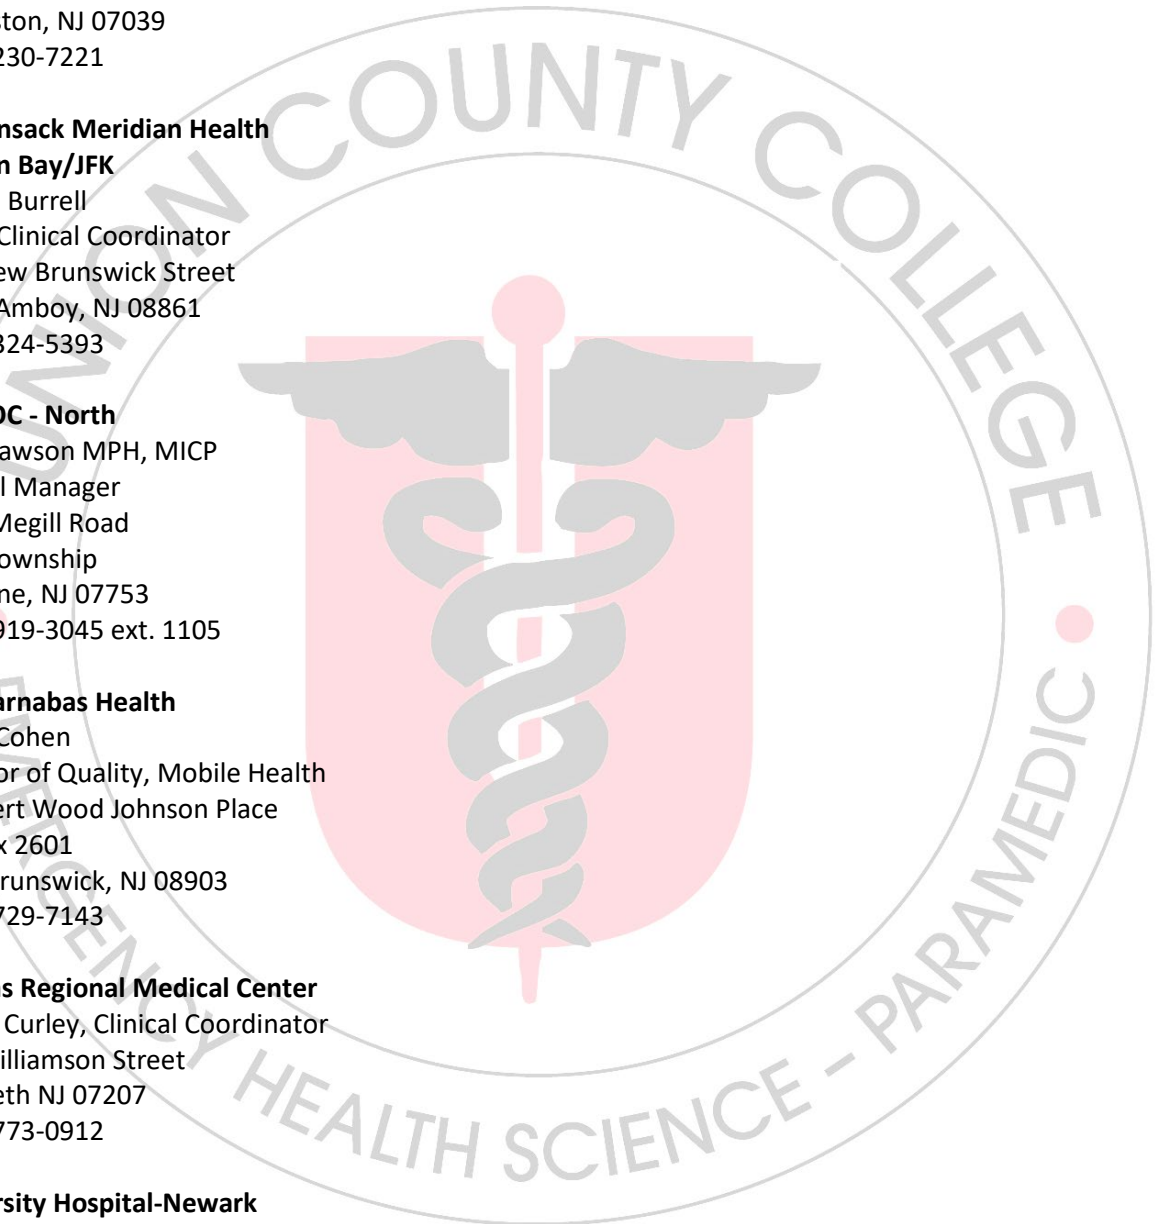 ston, NJ 07039
230-7221
nsack Meridian Health
n Bay/JFK
Burrell
Clinical Coordinator
ew Brunswick Street
Amboy, NJ 08861
324-5393
OC - North
awson MPH, MICP
l Manager
Megill Road
ownship
ne, NJ 07753
919-3045 ext. 1105
arnabas Health
Cohen
or of Quality, Mobile Health
ert Wood Johnson Place
x 2601
runswick, NJ 08903
729-7143
as Regional Medical Center
Curley, Clinical Coordinator
illiamson Street
eth NJ 07207
773-0912
rsity Hospital-Newark
UNION COUNTY COLLEGE
EMERGENCY HEALTH SCIENCE - PARAMEDIC